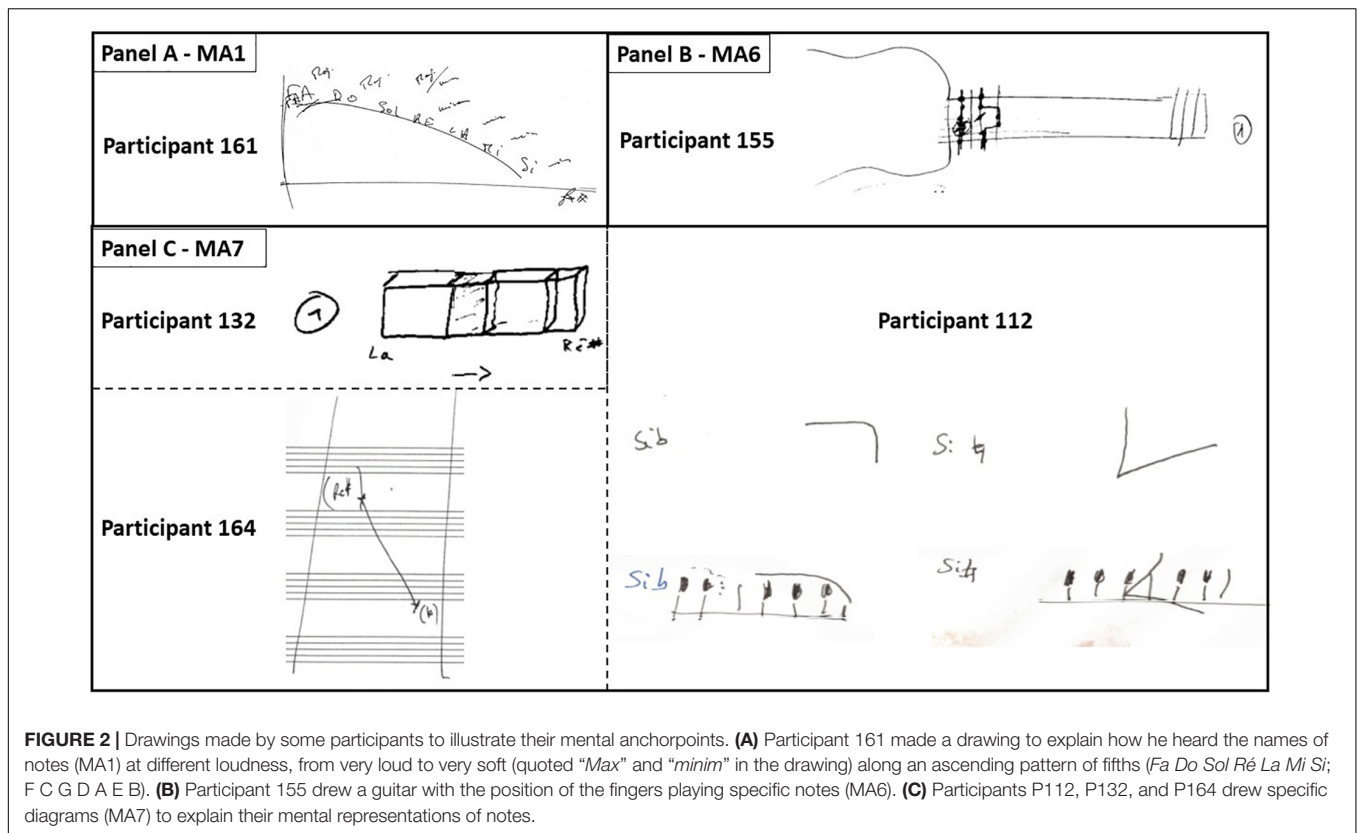 Panel A - MA1
Participant 161
FA DO Sol RE LA Mi Si
Panel B - MA6
Participant 155
1
Panel C - MA7
Participant 132
1
La
Ré#
Participant 112
Sib
Si ♮
Sib
Si♮
Participant 164
FIGURE 2 | Drawings made by some participants to illustrate their mental anchorpoints. (A) Participant 161 made a drawing to explain how he heard the names of
notes (MA1) at different loudness, from very loud to very soft (quoted “Max” and “minim” in the drawing) along an ascending pattern of fifths (Fa Do Sol Ré La Mi Si;
F C G D A E B). (B) Participant 155 drew a guitar with the position of the fingers playing specific notes (MA6). (C) Participants P112, P132, and P164 drew specific
diagrams (MA7) to explain their mental representations of notes.